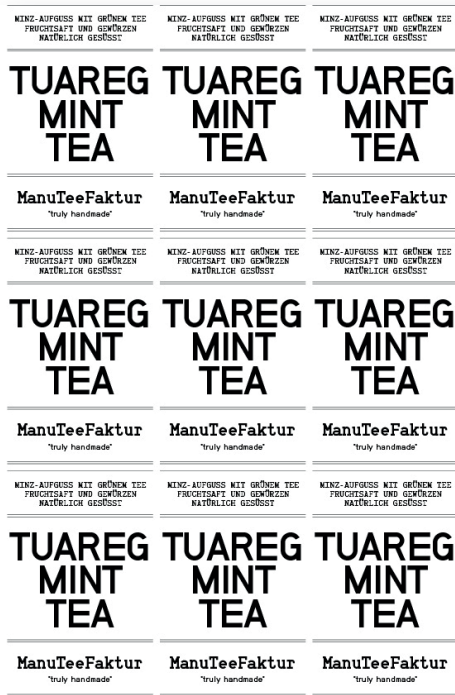 MINZ-AUFGUSS MIT GRÜNEM TEE
FRUCHTSAFT UND GEWÜRZEN
NATÜRLICH GESÜSST
TUAREG
MINT
TEA
ManuTeeFaktur
"truly handmade"
MINZ-AUFGUSS MIT GRÜNEM TEE
FRUCHTSAFT UND GEWÜRZEN
NATÜRLICH GESÜSST
TUAREG
MINT
TEA
ManuTeeFaktur
"truly handmade"
MINZ-AUFGUSS MIT GRÜNEM TEE
FRUCHTSAFT UND GEWÜRZEN
NATÜRLICH GESÜSST
TUAREG
MINT
TEA
ManuTeeFaktur
"truly handmade"
MINZ-AUFGUSS MIT GRÜNEM TEE
FRUCHTSAFT UND GEWÜRZEN
NATÜRLICH GESÜSST
TUAREG
MINT
TEA
ManuTeeFaktur
"truly handmade"
MINZ-AUFGUSS MIT GRÜNEM TEE
FRUCHTSAFT UND GEWÜRZEN
NATÜRLICH GESÜSST
TUAREG
MINT
TEA
ManuTeeFaktur
"truly handmade"
MINZ-AUFGUSS MIT GRÜNEM TEE
FRUCHTSAFT UND GEWÜRZEN
NATÜRLICH GESÜSST
TUAREG
MINT
TEA
ManuTeeFaktur
"truly handmade"
MINZ-AUFGUSS MIT GRÜNEM TEE
FRUCHTSAFT UND GEWÜRZEN
NATÜRLICH GESÜSST
TUAREG
MINT
TEA
ManuTeeFaktur
"truly handmade"
MINZ-AUFGUSS MIT GRÜNEM TEE
FRUCHTSAFT UND GEWÜRZEN
NATÜRLICH GESÜSST
TUAREG
MINT
TEA
ManuTeeFaktur
"truly handmade"
MINZ-AUFGUSS MIT GRÜNEM TEE
FRUCHTSAFT UND GEWÜRZEN
NATÜRLICH GESÜSST
TUAREG
MINT
TEA
ManuTeeFaktur
"truly handmade"